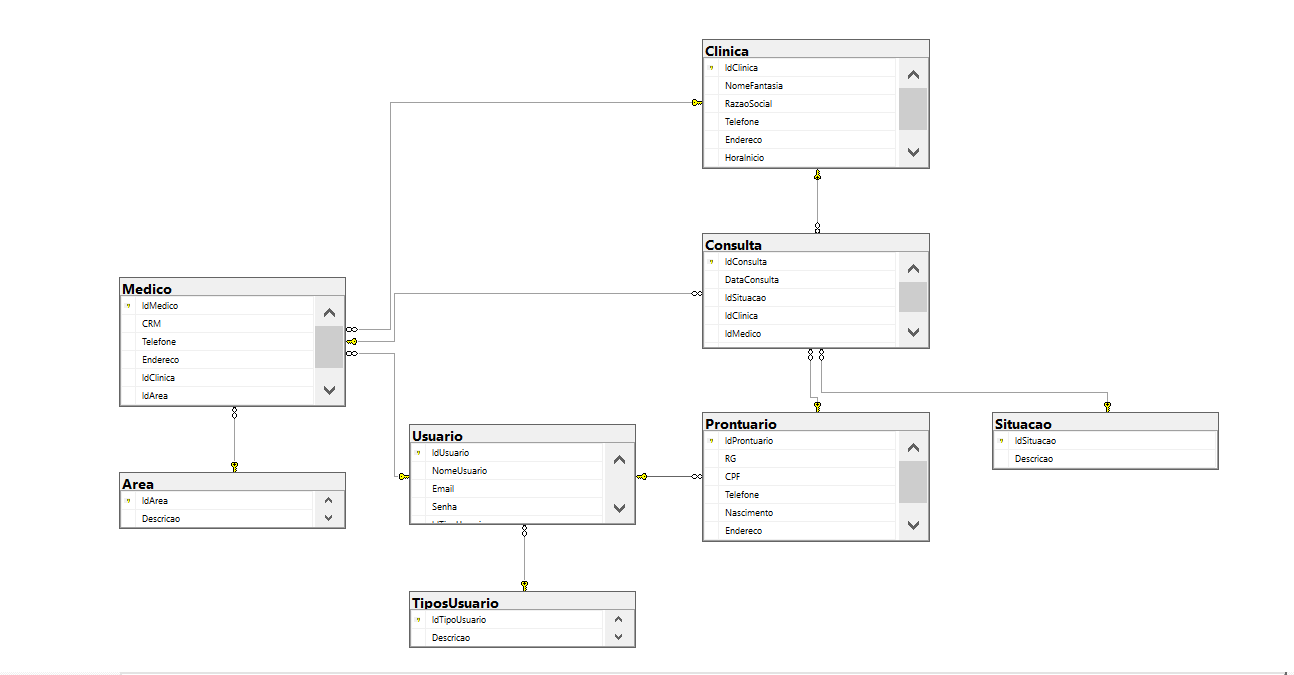 Clinica
IdClinica
NomeFantasia
RazaoSocial
Telefone
Endereco
HoraInicio
Consulta
IdConsulta
DataConsulta
IdSituacao
IdClinica
IdMedico
Medico
IdMedico
CRM
Telefone
Endereco
IdClinica
IdArea
Area
IdArea
Descricao
Usuario
IdUsuario
NomeUsuario
Email
Senha
Prontuario
IdProntuario
RG
CPF
Telefone
Nascimento
Endereco
Situacao
IdSituacao
Descricao
TiposUsuario
IdTipoUsuario
Descricao